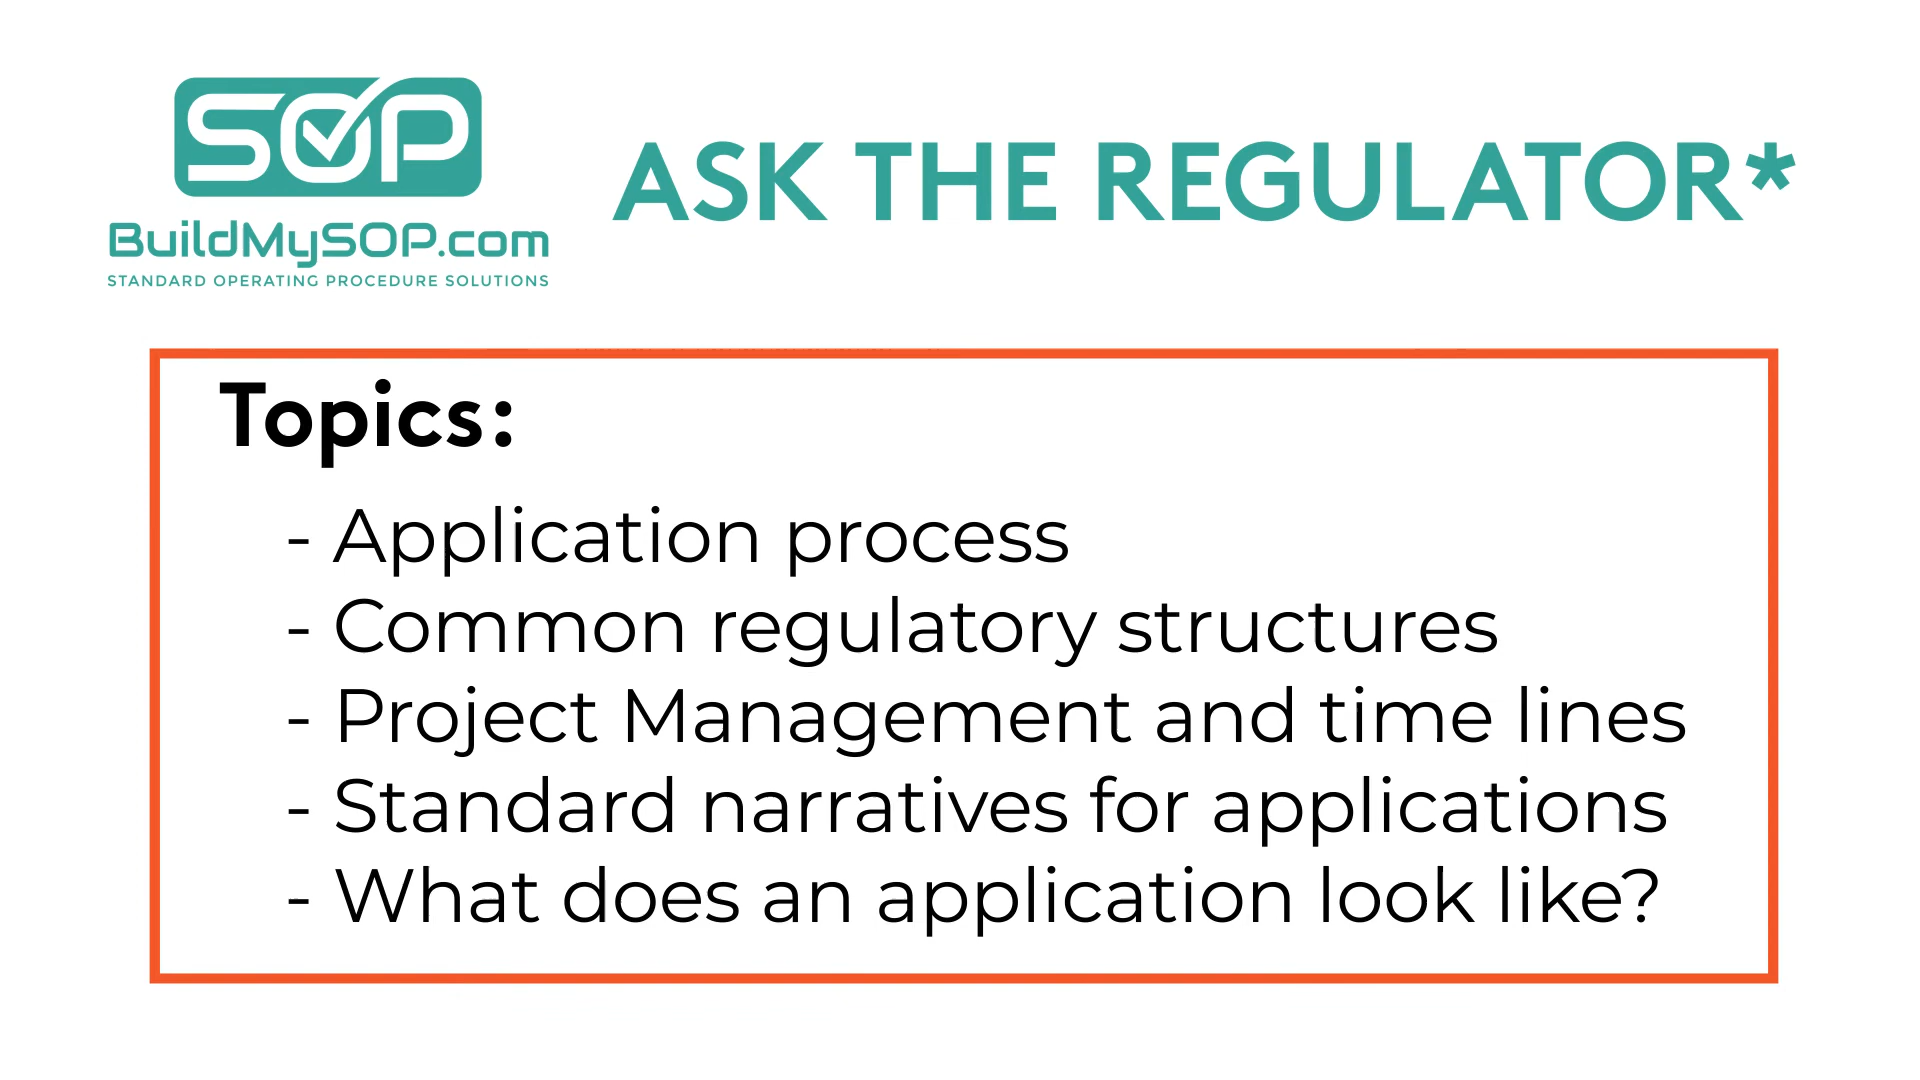 SOP
BuildMySOP.com
STANDARD OPERATING PROCEDURE SOLUTIONS
ASK THE REGULATOR*
Topics:
- Application process
- Common regulatory structures
- Project Management and time lines
- Standard narratives for applications
- What does an application look like?